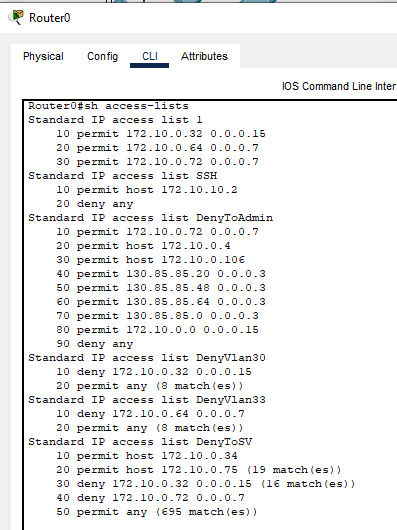 Router0
Physical Config CLI Attributes
IOS Command Line Inter
Router0#sh access-lists
Standard IP access list 1
    10 permit 172.10.0.32 0.0.0.15
    20 permit 172.10.0.64 0.0.0.7
    30 permit 172.10.0.72 0.0.0.7
Standard IP access list SSH
    10 permit host 172.10.10.2
    20 deny any
Standard IP access list DenyToAdmin
    10 permit 172.10.0.72 0.0.0.7
    20 permit host 172.10.0.4
    30 permit host 172.10.0.106
    40 permit 130.85.85.20 0.0.0.3
    50 permit 130.85.85.48 0.0.0.3
    60 permit 130.85.85.64 0.0.0.3
    70 permit 130.85.85.0 0.0.0.3
    80 permit 172.10.0.0 0.0.0.15
    90 deny any
Standard IP access list DenyVlan30
    10 deny 172.10.0.32 0.0.0.15
    20 permit any (8 match(es))
Standard IP access list DenyVlan33
    10 deny 172.10.0.64 0.0.0.7
    20 permit any (8 match(es))
Standard IP access list DenyToSV
    10 permit host 172.10.0.34
    20 permit host 172.10.0.75 (19 match(es))
    30 deny 172.10.0.32 0.0.0.15 (16 match(es))
    40 deny 172.10.0.72 0.0.0.7
    50 permit any (695 match(es))